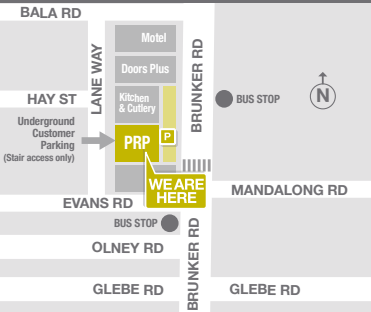 BALA RD
Motel
BRUNKER RD
LANE WAY
Doors Plus
HAY ST
Kitchen
& Cutlery
BUS STOP
N
Underground
Customer
Parking
(Stair access only)
PRP
P
WE ARE
HERE
MANDALONG RD
EVANS RD
BUS STOP
BRUNKER RD
OLNEY RD
GLEBE RD
GLEBE RD